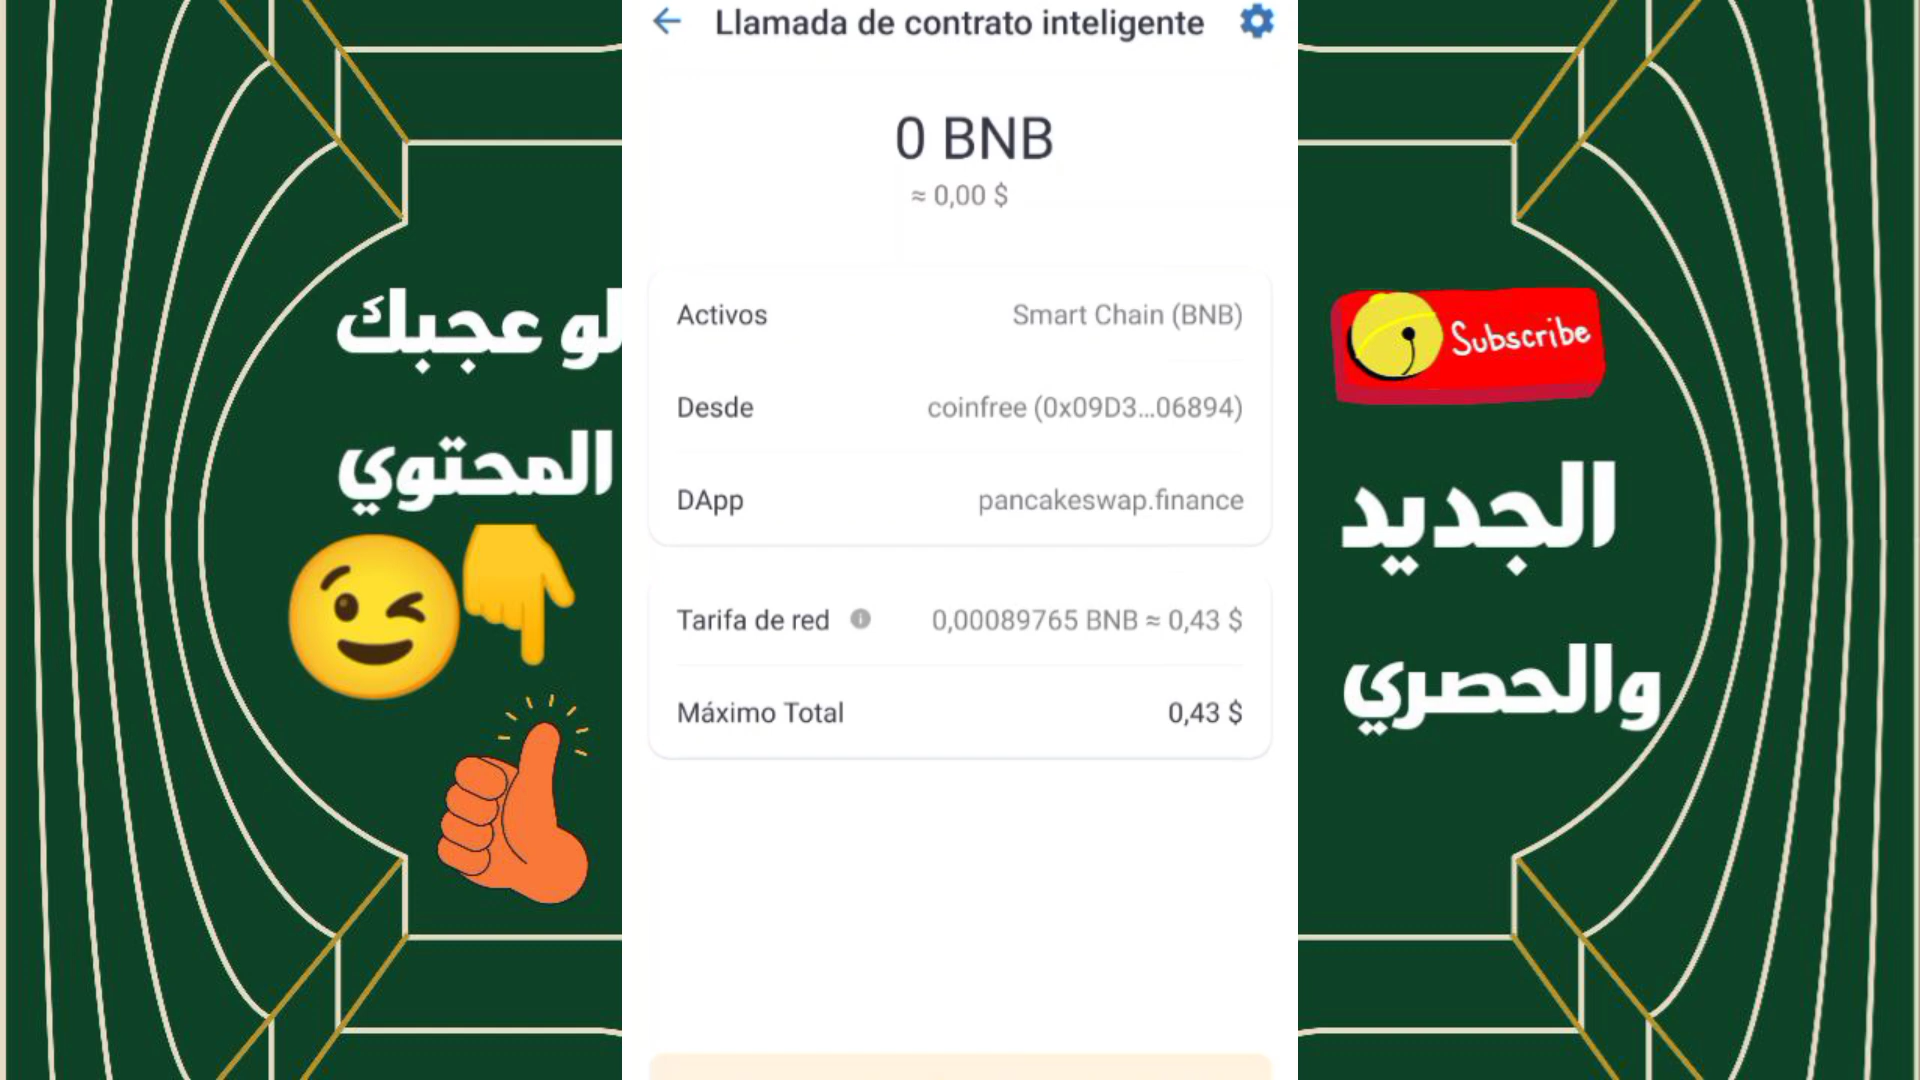 Llamada de contrato inteligente
0 BNB
≈ 0,00 $
Activos Smart Chain (BNB)
Desde coinfree (0x09D3...06894)
DApp pancakeswap.finance
Tarifa de red 0,00089765 BNB ≈ 0,43 $
Máximo Total 0,43 $
لو عجبك
المحتوي
Subscribe
الجديد
والحصري